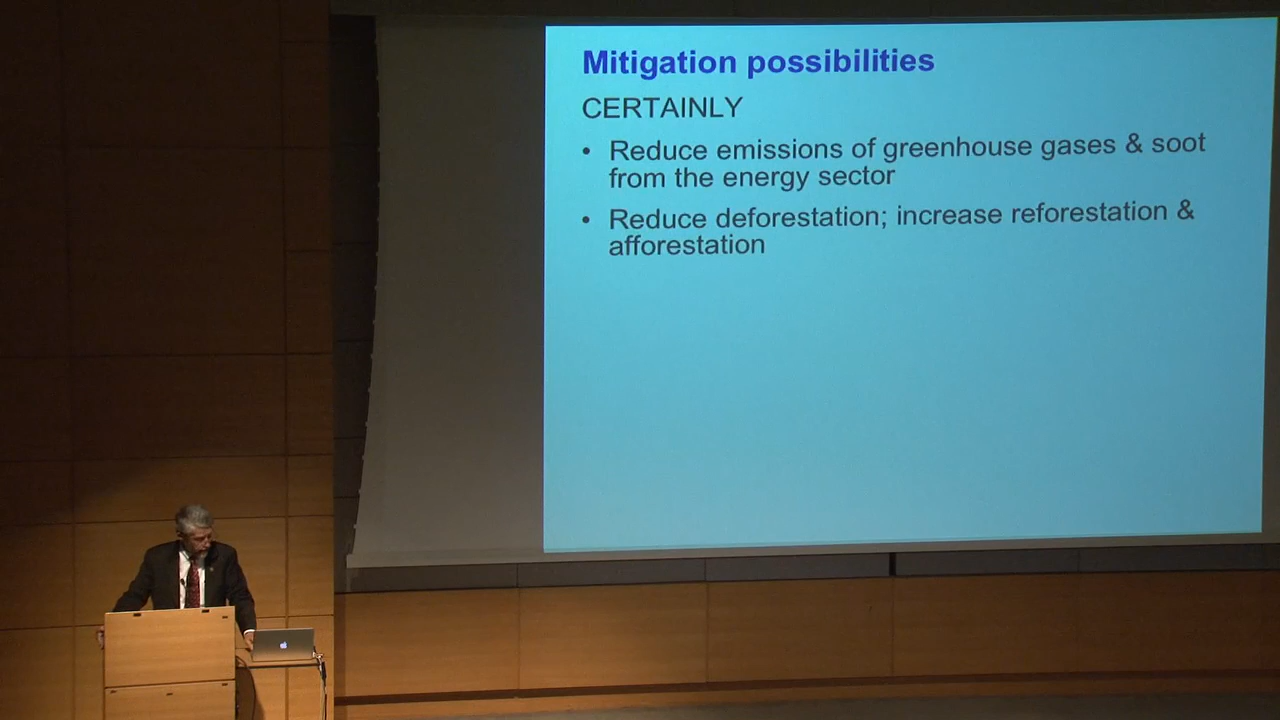 Mitigation possibilities
CERTAINLY
• Reduce emissions of greenhouse gases & soot
from the energy sector
• Reduce deforestation; increase reforestation &
afforestation